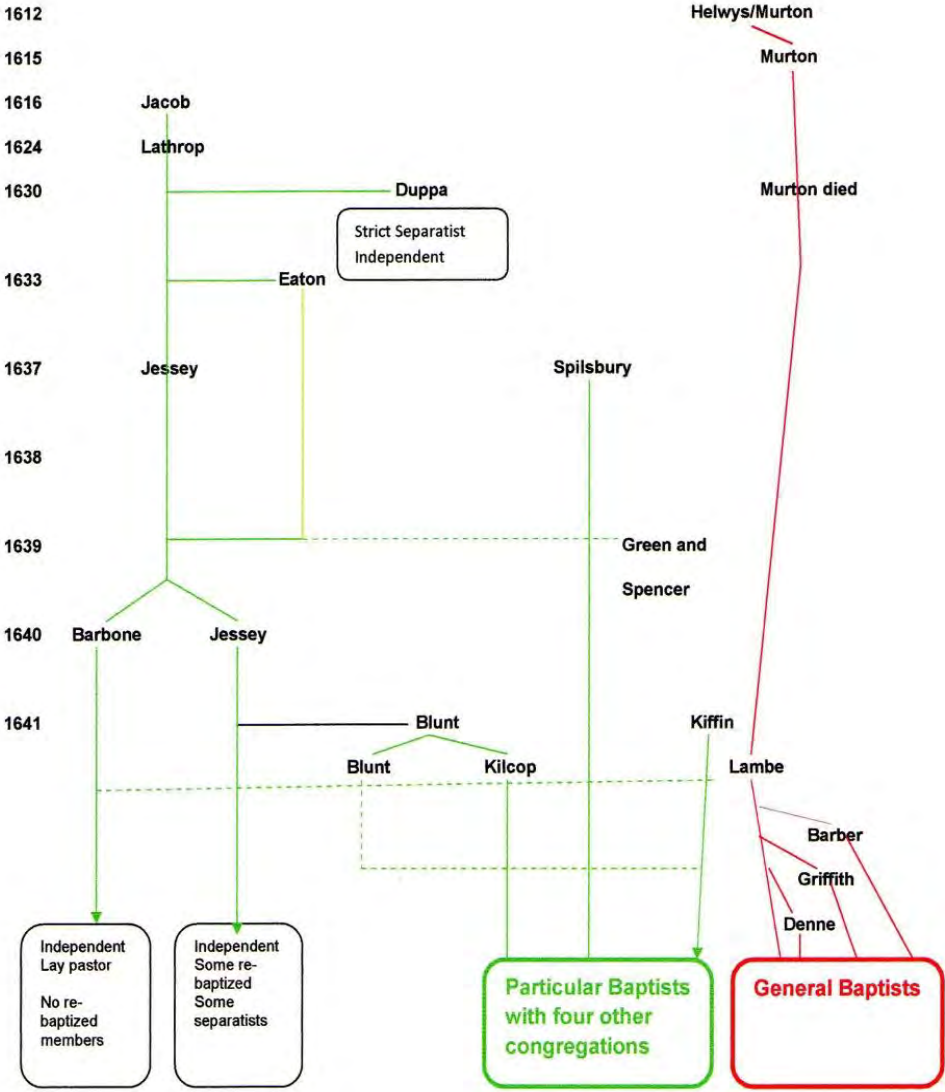 1612 Helwys/Murton
1615 Murton
1616 Jacob
1624 Lathrop
1630 Duppa Murton died
Strict Separatist
Independent
1633 Eaton
1637 Jessey Spilsbury
1638
1639 Green and
Spencer
1640 Barbone Jessey
1641 Blunt Kiffin
Blunt Kilcop Lambe
Barber
Griffith
Denne
Independent
Lay pastor
No re-
baptized
members
Independent
Some re-
baptized
Some
separatists
Particular Baptists
with four other
congregations
General Baptists